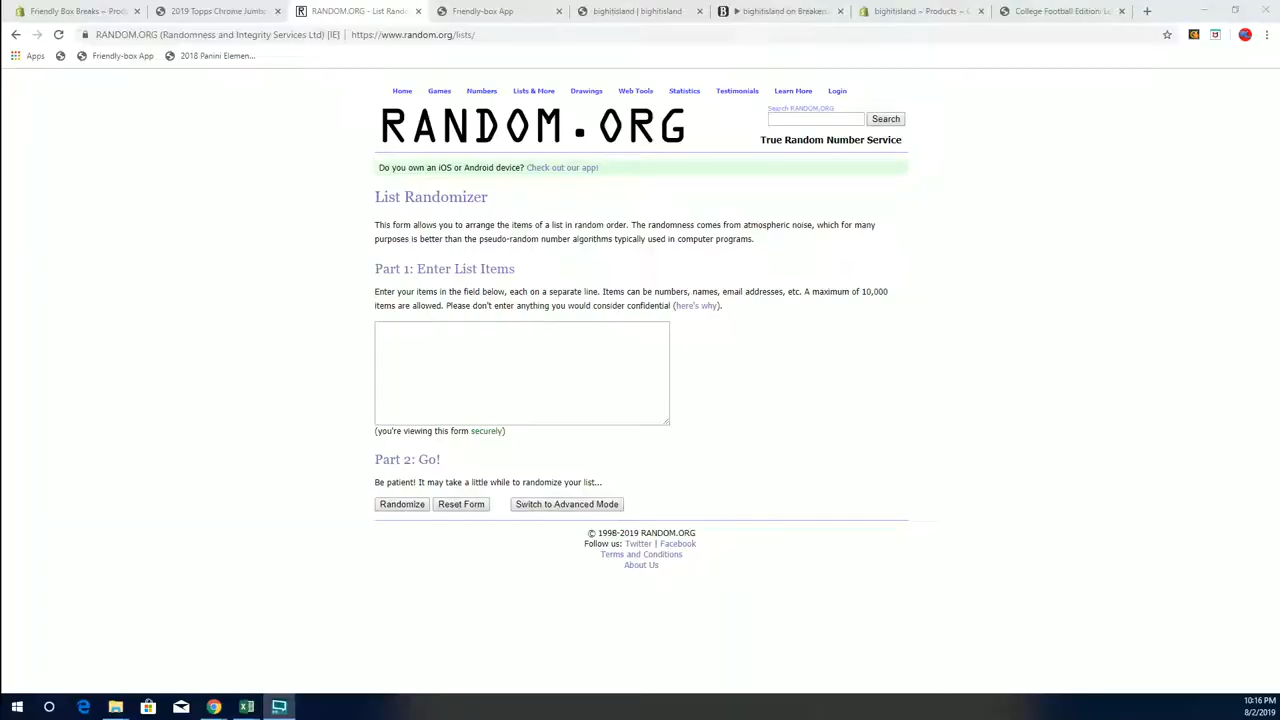 Friendly Box Breaks – Produ
2019 Topps Chrome Jumbo
RANDOM.ORG - List Rando
Friendly-box App
bighitisland | bighitisland
bighitisland on Breakers
bighitisland ~ Products ~
College Football Edition
RANDOM.ORG (Randomness and Integrity Services Ltd) [IE] | https://www.random.org/lists/
Apps
Friendly-box App
2018 Panini Elemen...
Home Games Numbers Lists & More Drawings Web Tools Statistics Testimonials Learn More Login
RANDOM.ORG
Search RANDOM.ORG
Search
True Random Number Service
Do you own an iOS or Android device? Check out our app!
List Randomizer
This form allows you to arrange the items of a list in random order. The randomness comes from atmospheric noise, which for many
purposes is better than the pseudo-random number algorithms typically used in computer programs.
Part 1: Enter List Items
Enter your items in the field below, each on a separate line. Items can be numbers, names, email addresses, etc. A maximum of 10,000
items are allowed. Please don't enter anything you would consider confidential (here's why).
(you're viewing this form securely)
Part 2: Go!
Be patient! It may take a little while to randomize your list...
Randomize Reset Form Switch to Advanced Mode
© 1998-2019 RANDOM.ORG
Follow us: Twitter | Facebook
Terms and Conditions
About Us
10:16 PM
8/2/2019